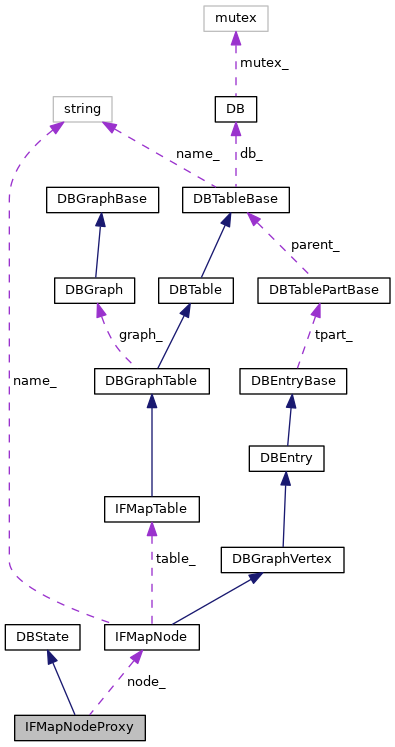 mutex
mutex_
string
DB
name_
db_
DBGraphBase
DBTableBase
parent_
DBGraph
DBTable
DBTablePartBase
graph_
tpart_
name_
DBGraphTable
DBEntryBase
DBEntry
IFMapTable
table_
DBGraphVertex
DBState
IFMapNode
node_
IFMapNodeProxy